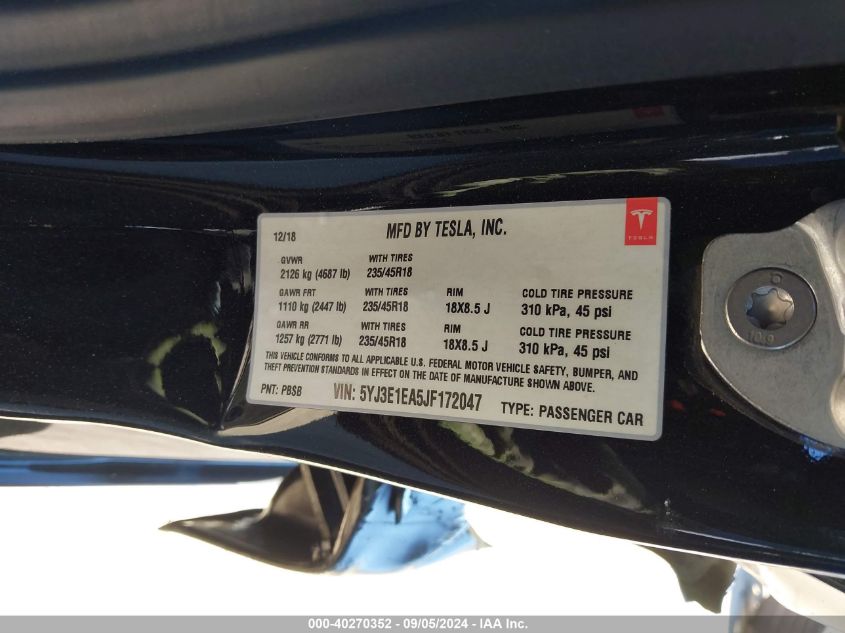 12/18 MFD BY TESLA, INC.
TESLA
GVWR WITH TIRES
2126 kg (4687 lb) 235/45R18
GAWR FRT WITH TIRES RIM COLD TIRE PRESSURE
1110 kg (2447 lb) 235/45R18 18X8.5 J 310 kPa, 45 psi
GAWR RR WITH TIRES RIM COLD TIRE PRESSURE
1257 kg (2771 lb) 235/45R18 18X8.5 J 310 kPa, 45 psi
THIS VEHICLE CONFORMS TO ALL APPLICABLE U.S. FEDERAL MOTOR VEHICLE SAFETY, BUMPER, AND
THEFT PREVENTION STANDARDS IN EFFECT ON THE DATE OF MANUFACTURE SHOWN ABOVE.
PNT: PBSB VIN: 5YJ3E1EA5JF172047 TYPE: PASSENGER CAR
10.9
000-40270352 - 09/05/2024 - IAA Inc.